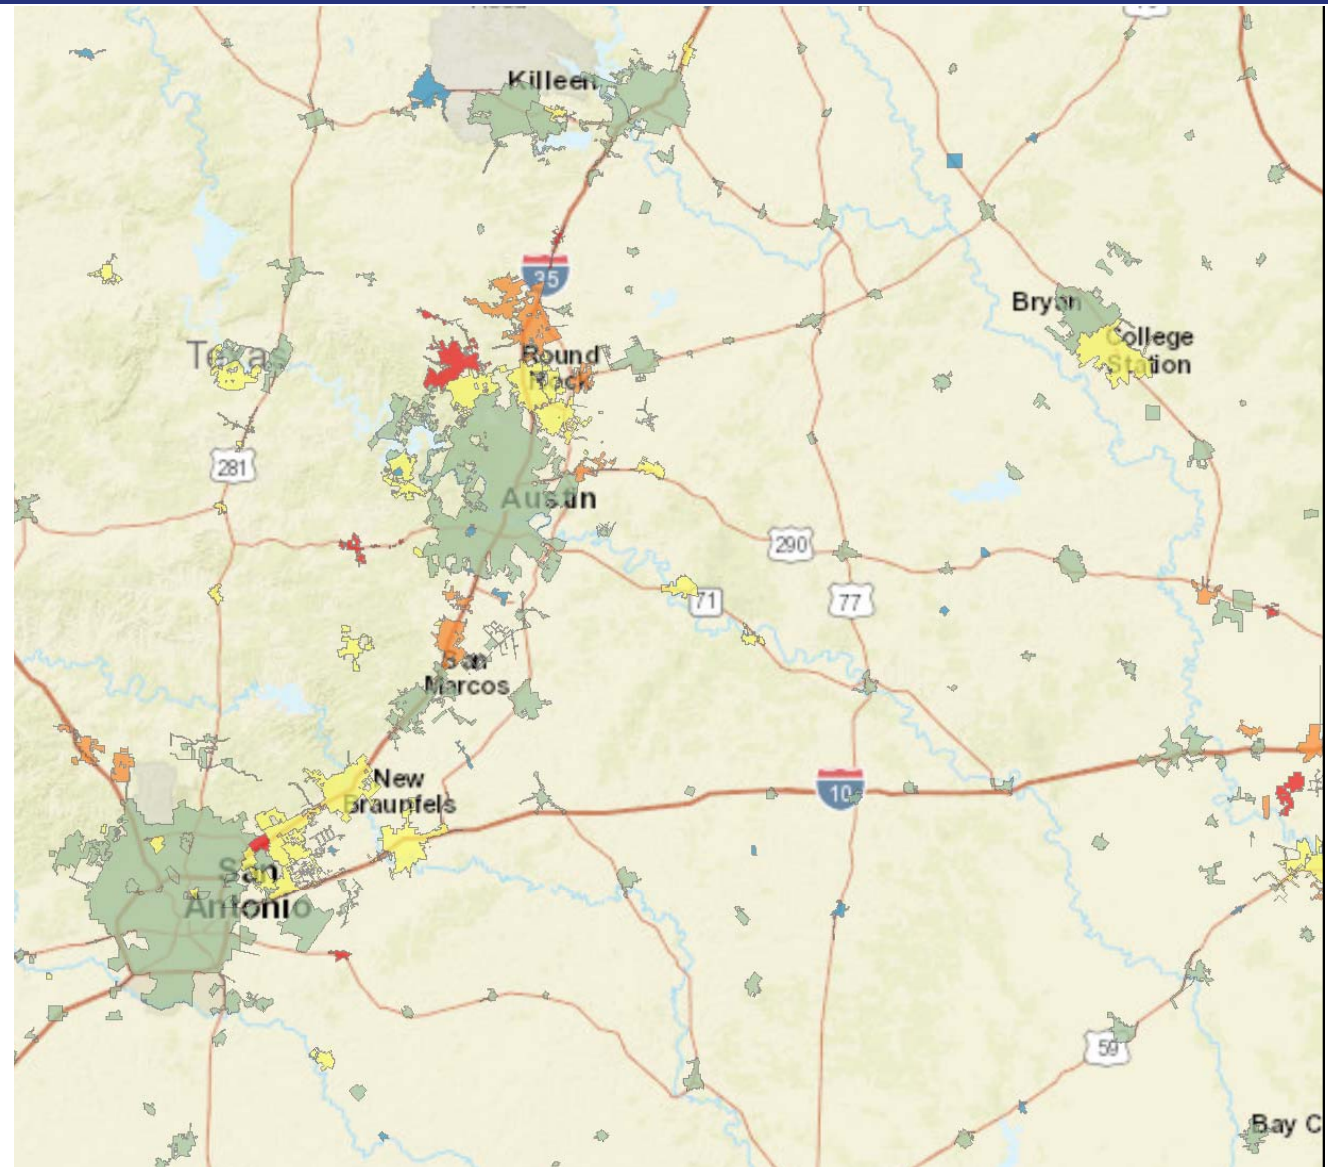 Killeen
35
Bryan
College
Station
Texas
Round
Rock
281
Austin
290
71
77
San
Marcos
New
Braunfels
10
San
Antonio
59
Bay C